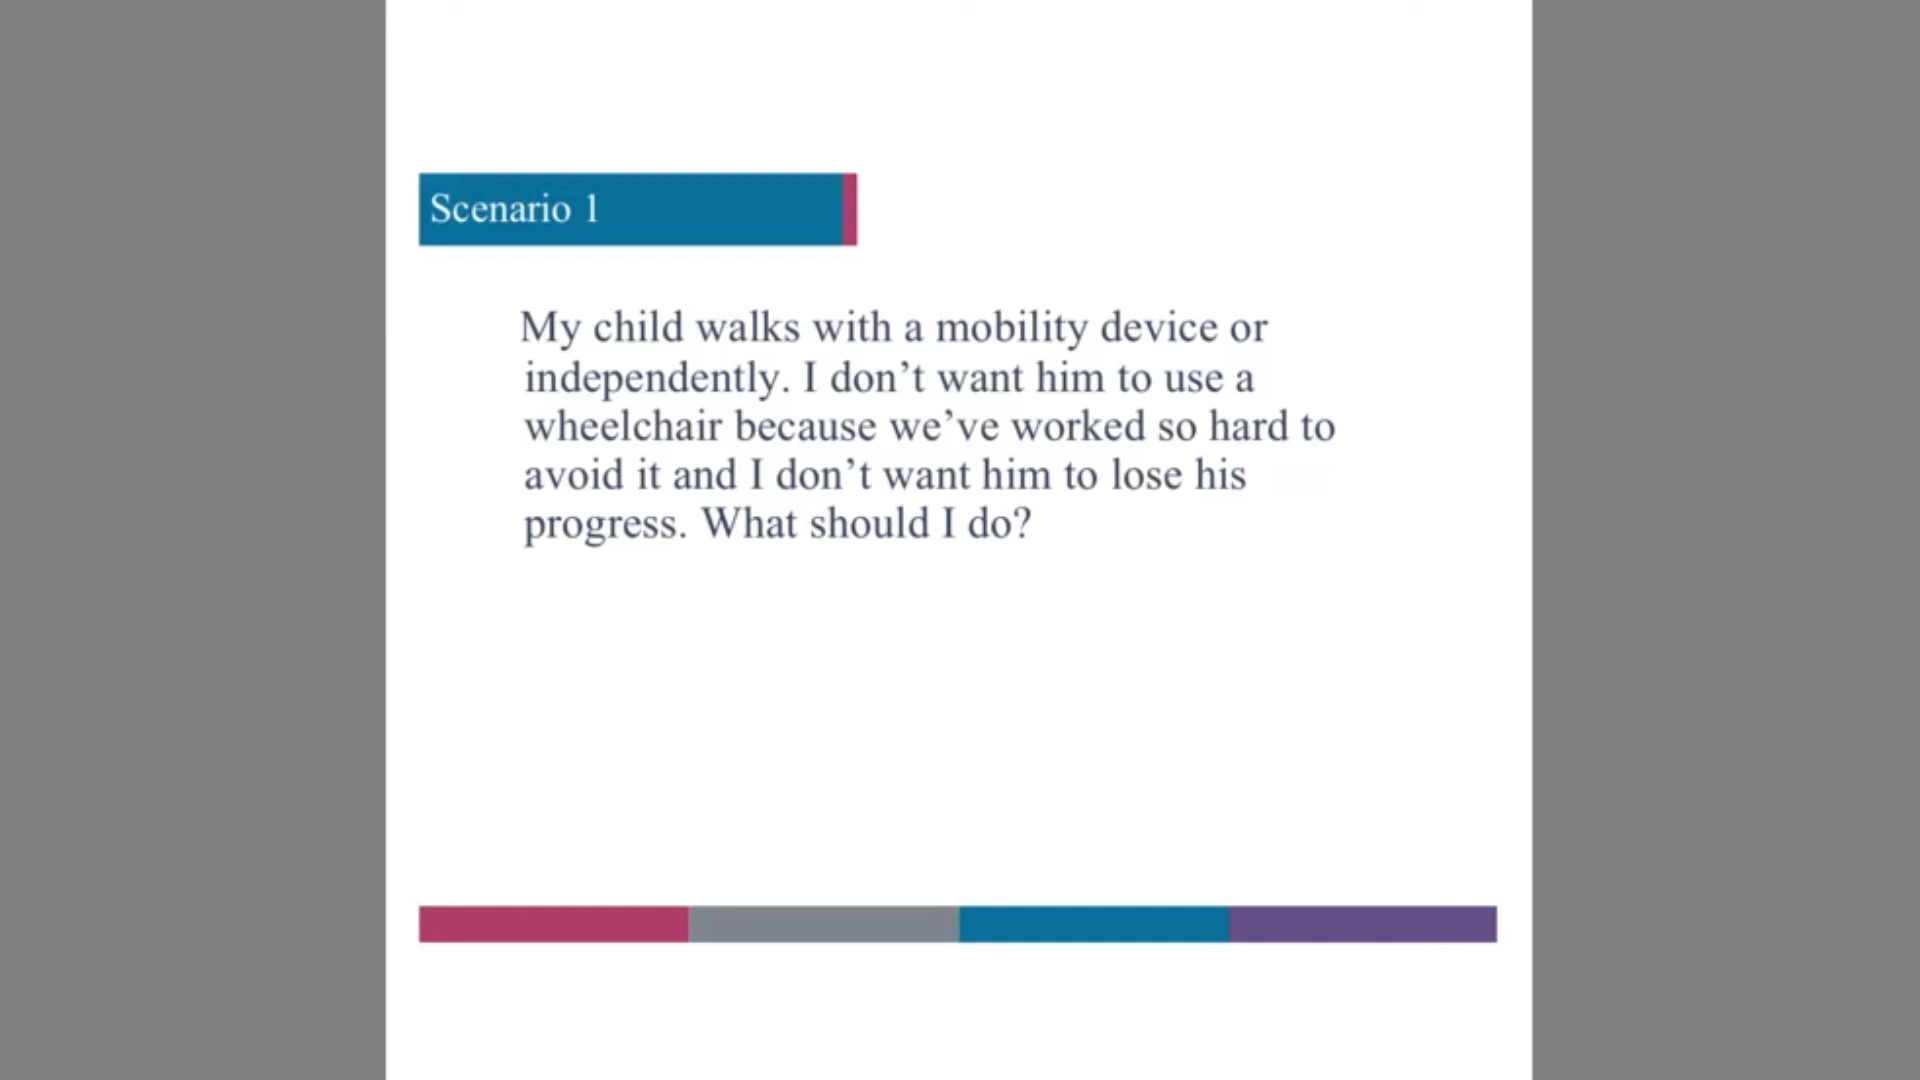 Scenario 1
My child walks with a mobility device or
independently. I don’t want him to use a
wheelchair because we’ve worked so hard to
avoid it and I don’t want him to lose his
progress. What should I do?